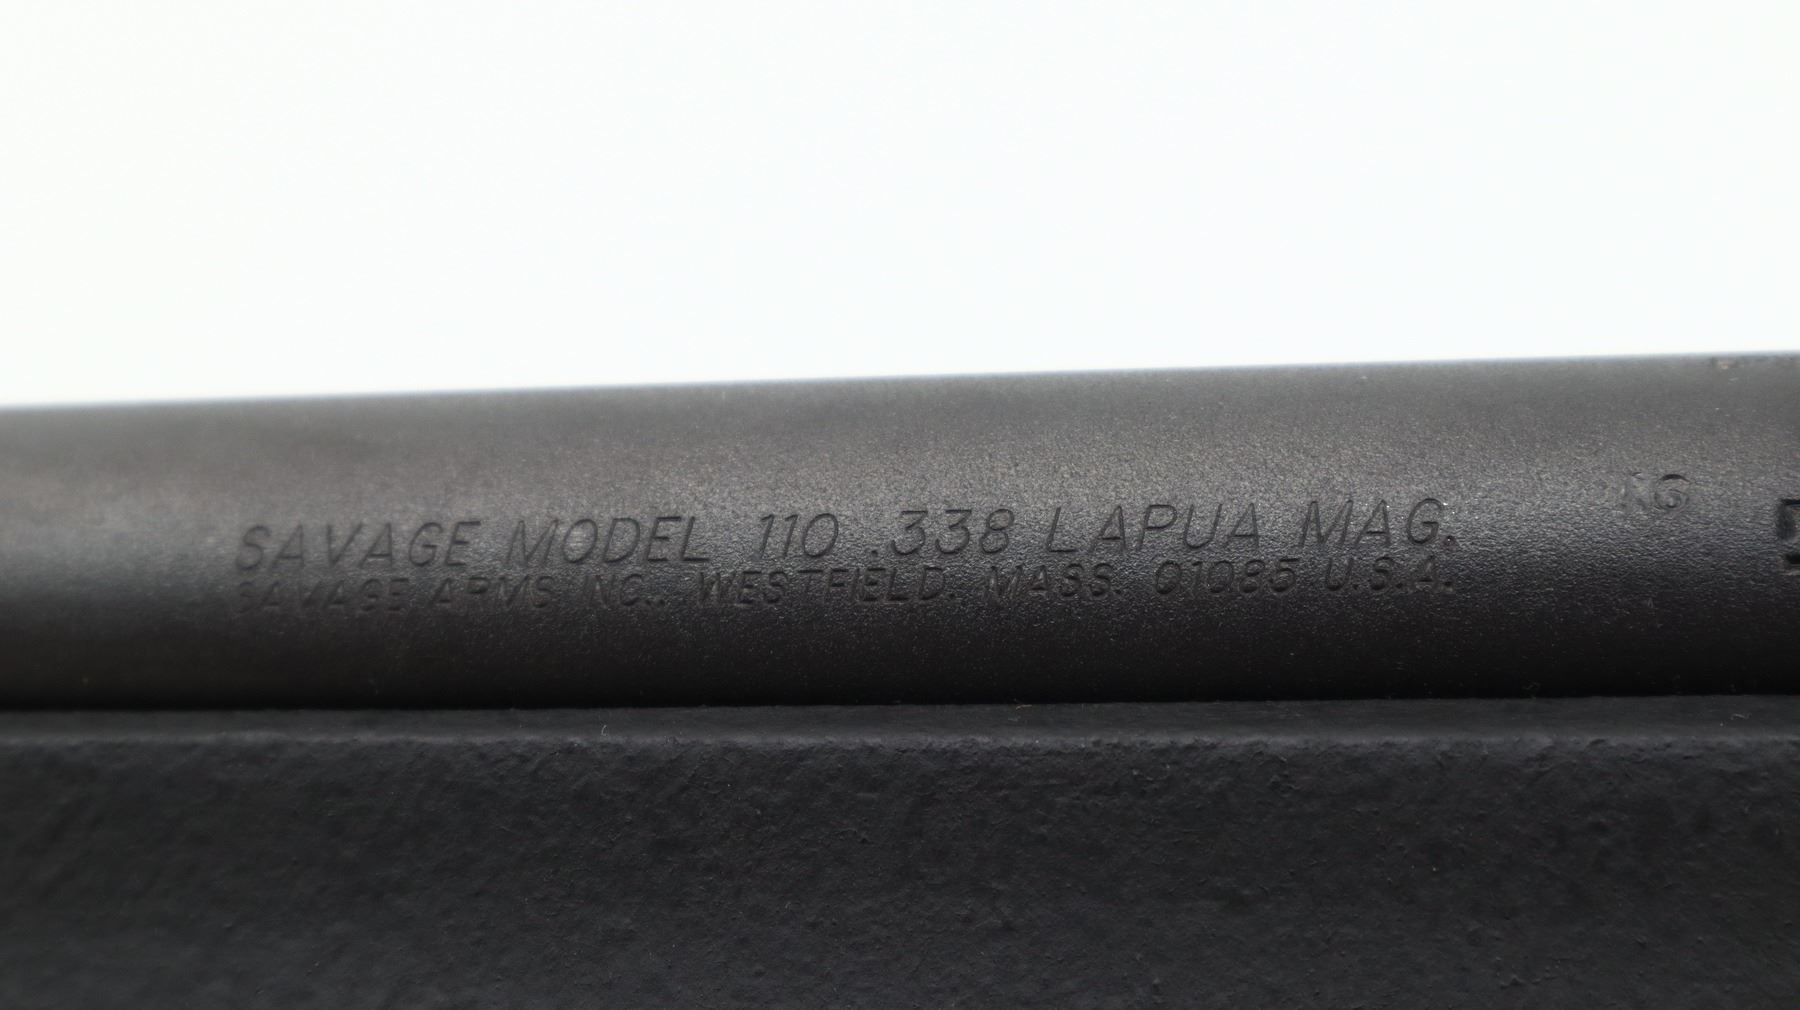 SAVAGE MODEL 110 .338 LAPUA MAG.
SAVAGE ARMS INC., WESTFIELD, MASS. 01085 U.S.A.